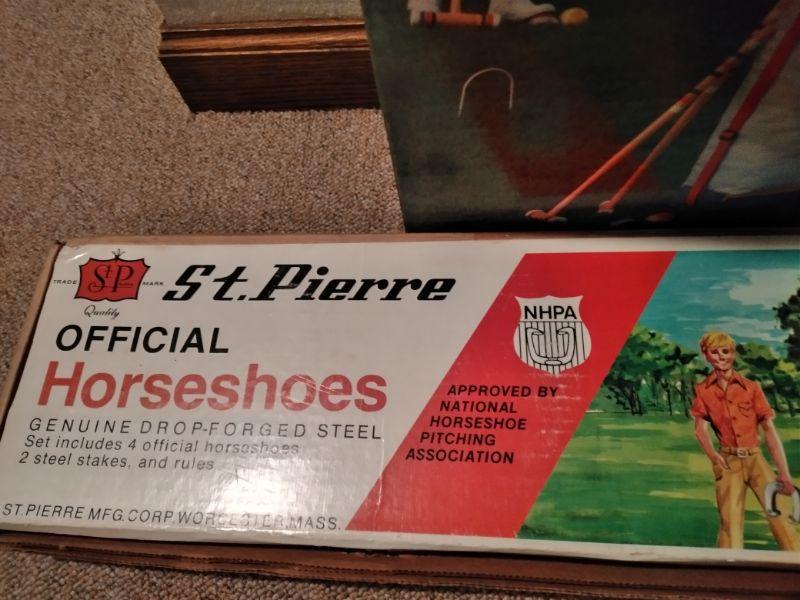 TRADE St.P MARK
St.Pierre
Quality
OFFICIAL
Horseshoes
GENUINE DROP-FORGED STEEL
Set includes 4 official horseshoes
2 steel stakes, and rules
ST.PIERRE MFG.CORP.WORCESTER,MASS.
NHPA
APPROVED BY
NATIONAL
HORSESHOE
PITCHING
ASSOCIATION